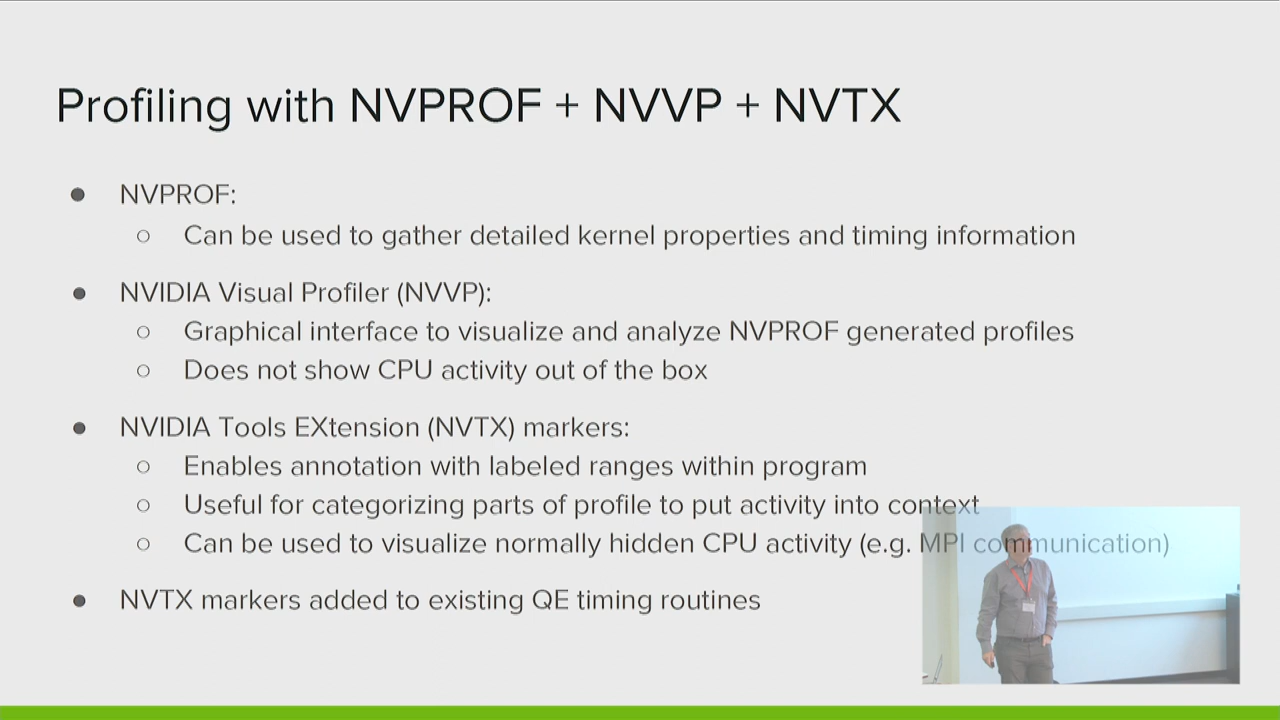 Profiling with NVPROF + NVVP + NVTX
● NVPROF:
○ Can be used to gather detailed kernel properties and timing information
● NVIDIA Visual Profiler (NVVP):
○ Graphical interface to visualize and analyze NVPROF generated profiles
○ Does not show CPU activity out of the box
● NVIDIA Tools EXtension (NVTX) markers:
○ Enables annotation with labeled ranges within program
○ Useful for categorizing parts of profile to put activity into context
○ Can be used to visualize normally hidden CPU activity (e.g. MPI communication)
● NVTX markers added to existing QE timing routines